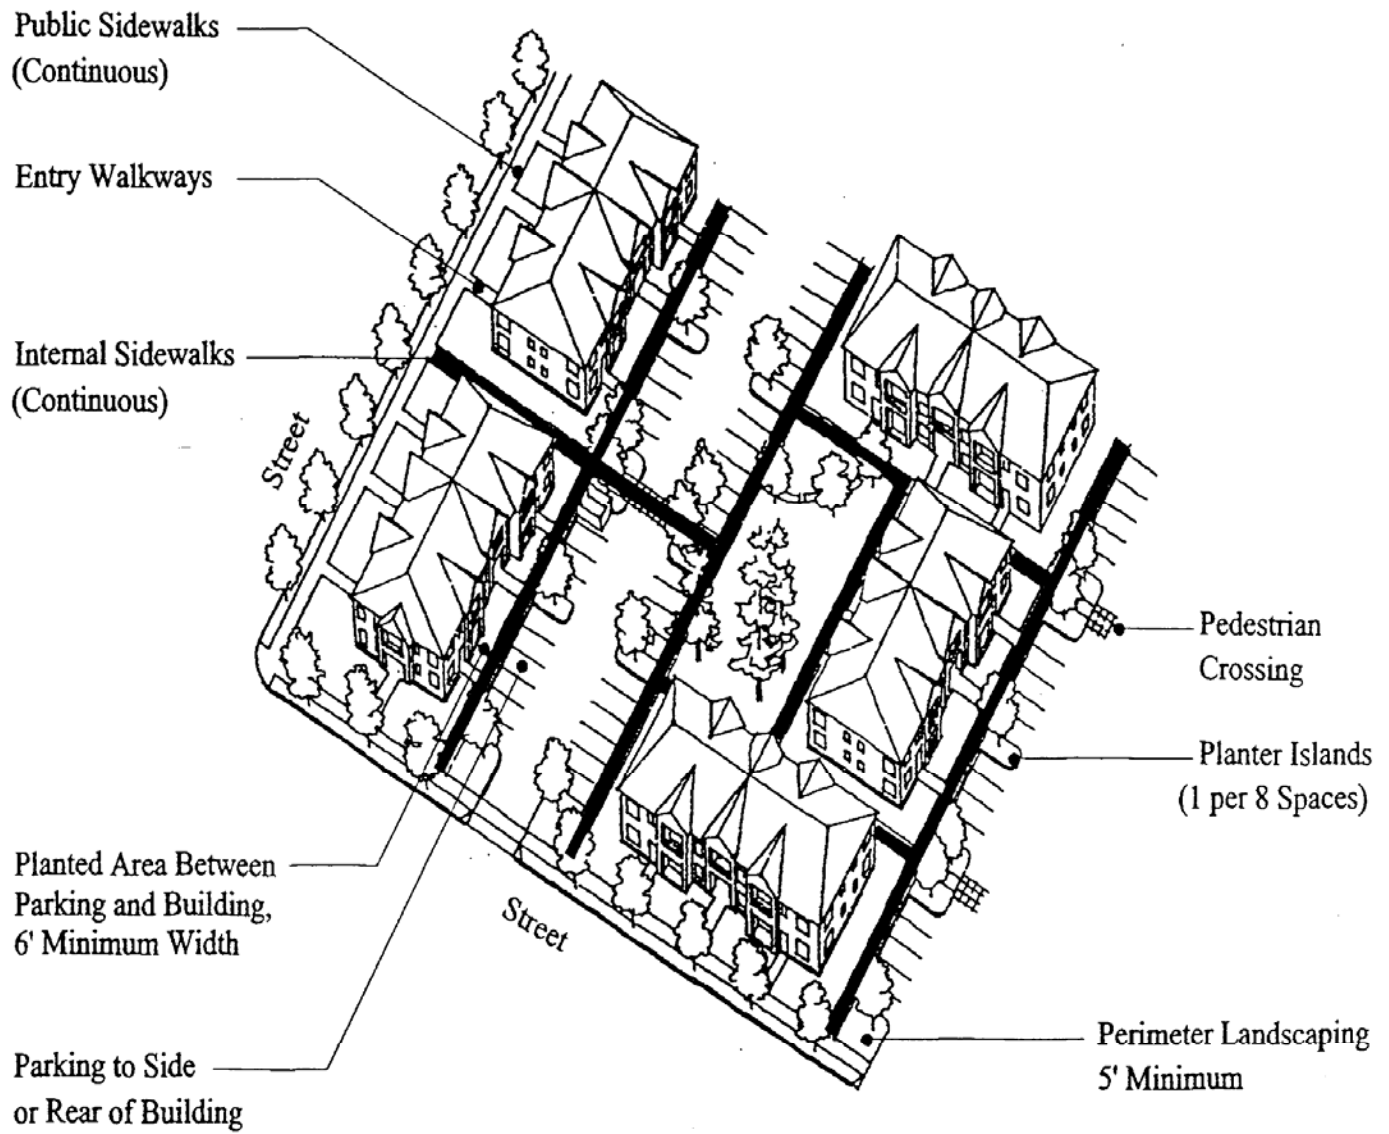 Public Sidewalks
(Continuous)
Entry Walkways
Internal Sidewalks
(Continuous)
Street
Pedestrian
Crossing
Planter Islands
(1 per 8 Spaces)
Planted Area Between
Parking and Building,
6' Minimum Width
Street
Parking to Side
or Rear of Building
Perimeter Landscaping
5' Minimum